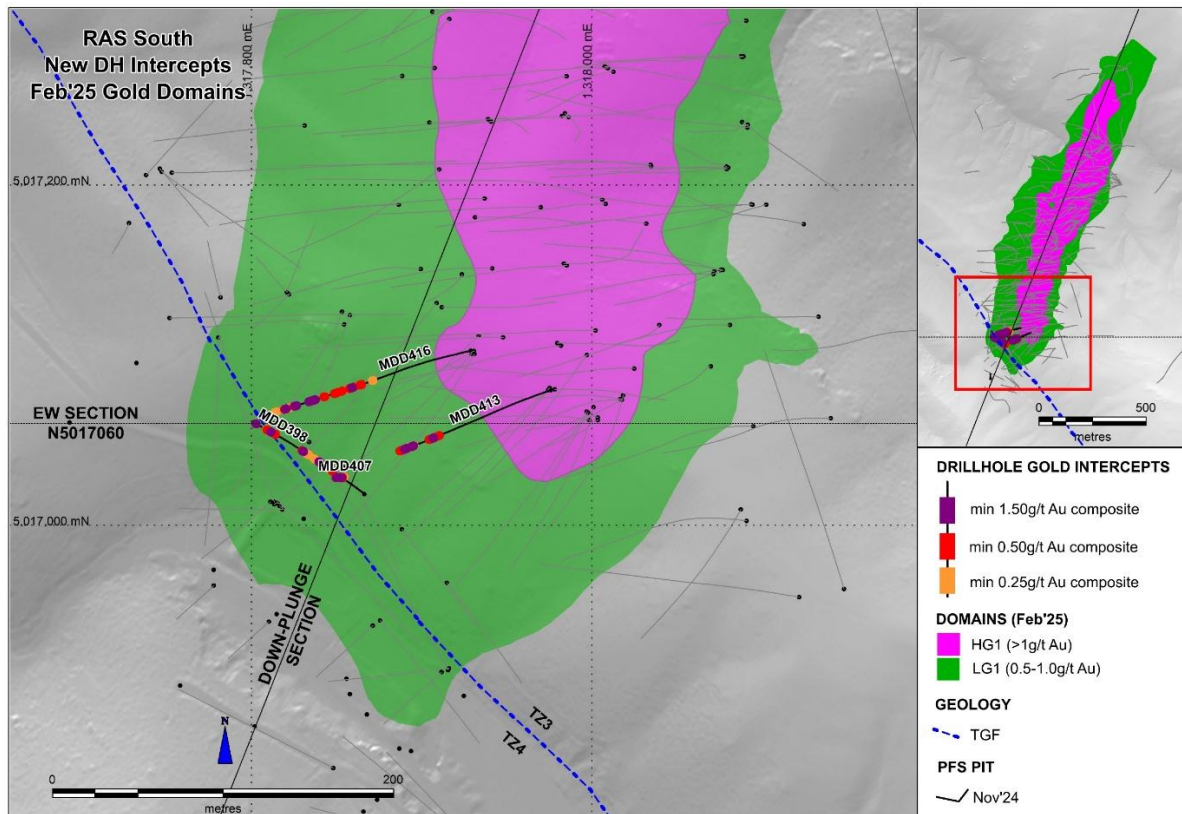 RAS South
New DH Intercepts
Feb'25 Gold Domains
1,317,800 mE
1,318,000 mE
5,017,200 mN
MDD416
MDD413
EW SECTION
N5017060
MDD398
MDD407
5,017,000 mN
DOWN-PLUNGE
SECTION
TZ3
TZ4
N
0
200
metres
0
500
metres
DRILLHOLE GOLD INTERCEPTS
min 1.50g/t Au composite
min 0.50g/t Au composite
min 0.25g/t Au composite
DOMAINS (Feb'25)
HG1 (>1g/t Au)
LG1 (0.5-1.0g/t Au)
GEOLOGY
TGF
PFS PIT
Nov'24